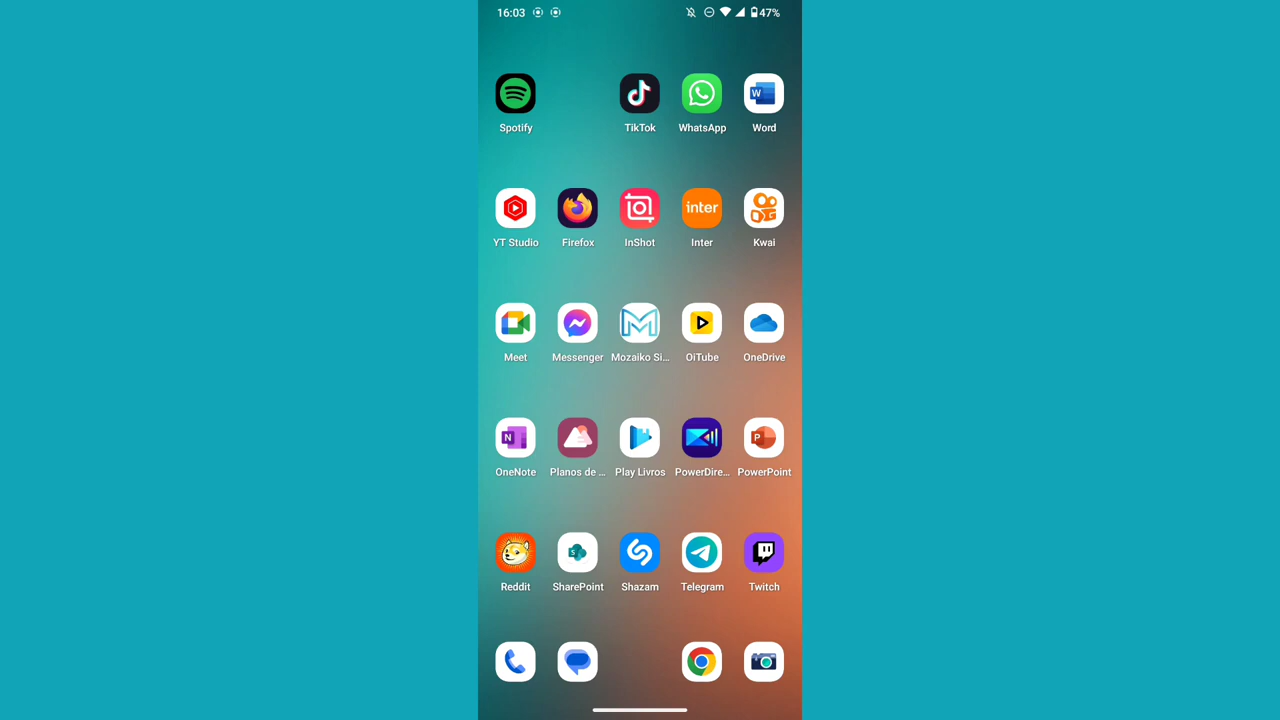 16:03 47%
Spotify TikTok WhatsApp Word
inter
YT Studio Firefox InShot Inter Kwai
Meet Messenger Mozaiko Si... OiTube OneDrive
OneNote Planos de ... Play Livros PowerDire... PowerPoint
Reddit SharePoint Shazam Telegram Twitch